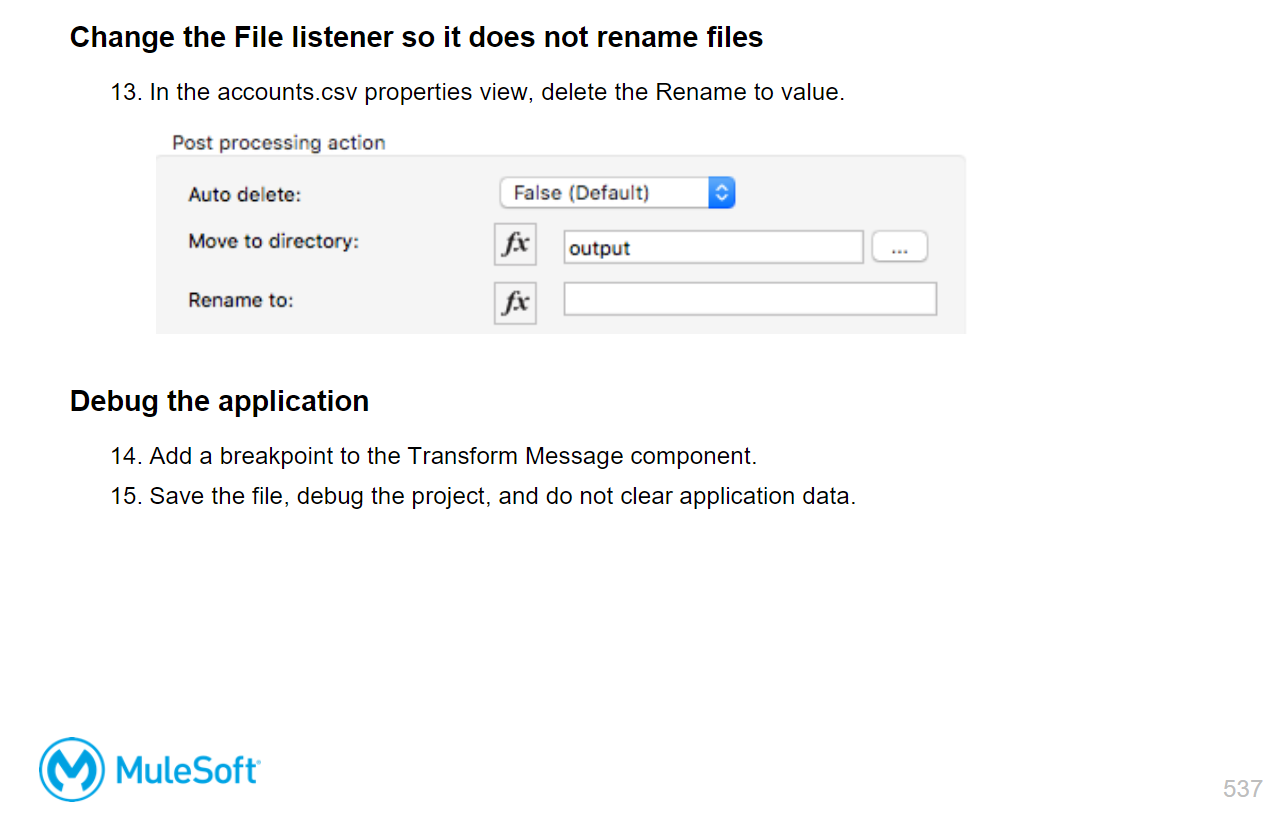 Change the File listener so it does not rename files
13. In the accounts.csv properties view, delete the Rename to value.
Post processing action
Auto delete: False (Default)
Move to directory: fx output ...
Rename to: fx
Debug the application
14. Add a breakpoint to the Transform Message component.
15. Save the file, debug the project, and do not clear application data.
MuleSoft
537